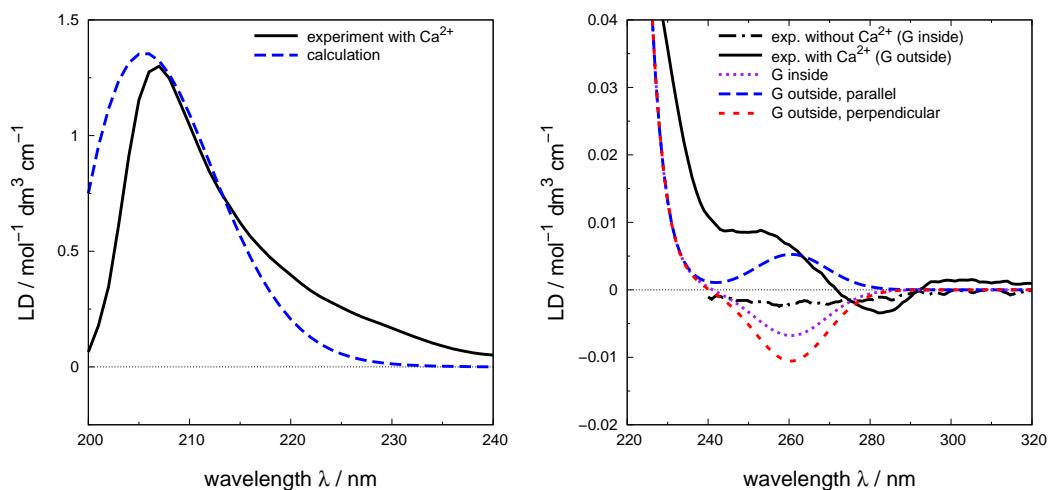 LD / mol⁻¹ dm³ cm⁻¹
1.5
1
0.5
0
200
210
220
230
240
wavelength λ / nm
experiment with Ca²⁺
calculation
LD / mol⁻¹ dm³ cm⁻¹
0.04
0.03
0.02
0.01
0
−0.01
−0.02
220
240
260
280
300
320
wavelength λ / nm
exp. without Ca²⁺ (G inside)
exp. with Ca²⁺ (G outside)
G inside
G outside, parallel
G outside, perpendicular